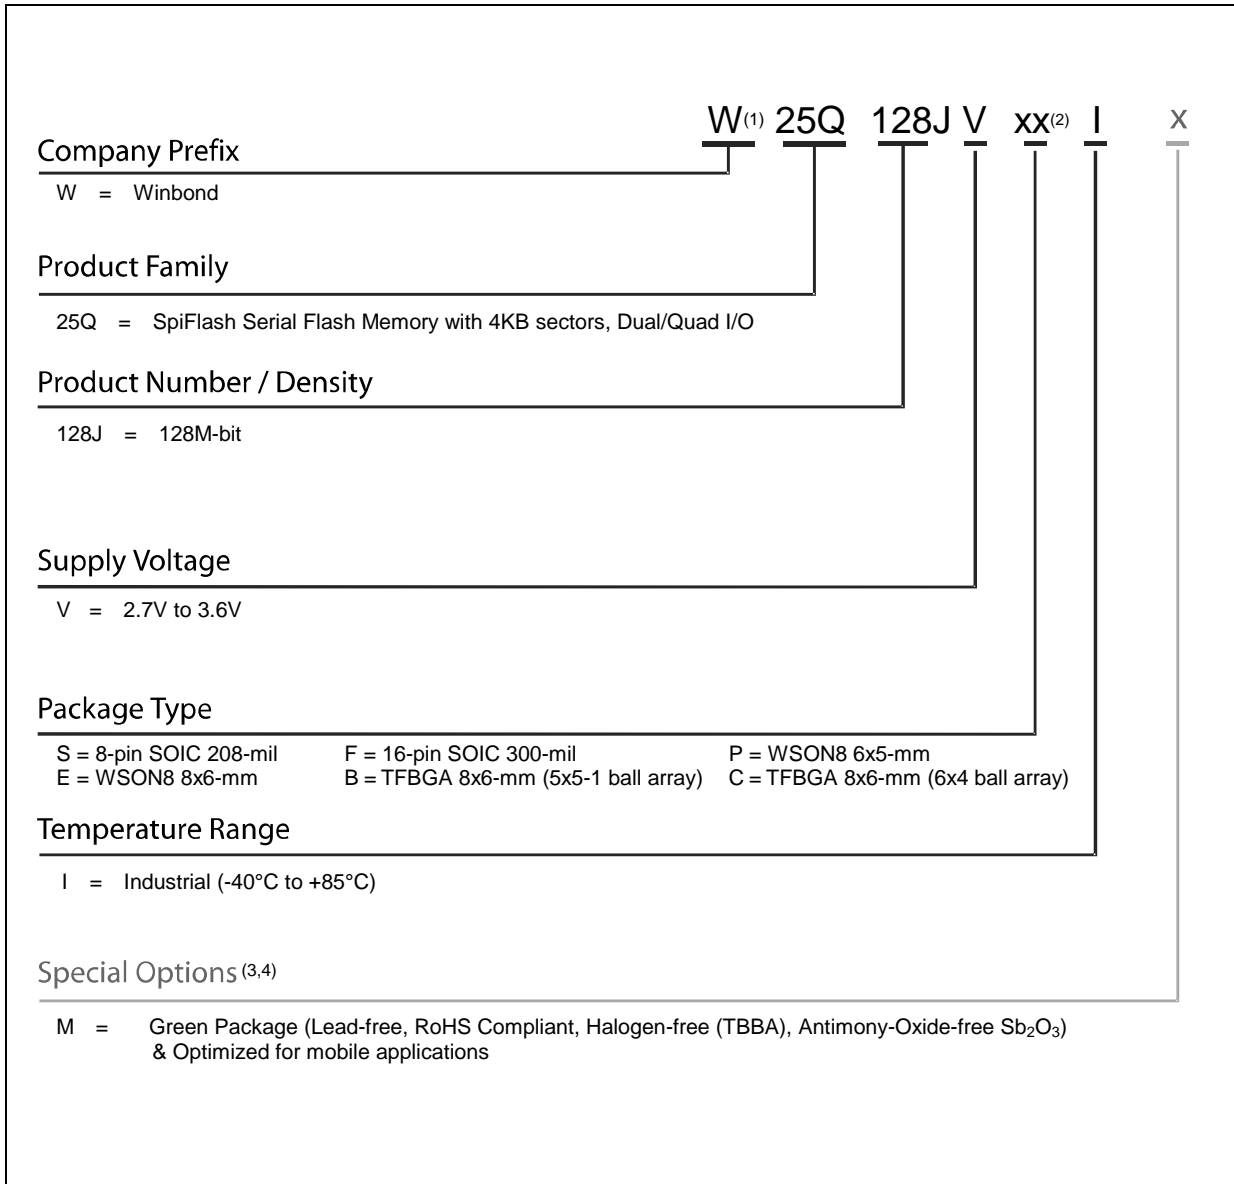 W(1) 25Q 128J V xx(2) I x
Company Prefix
W = Winbond
Product Family
25Q = SpiFlash Serial Flash Memory with 4KB sectors, Dual/Quad I/O
Product Number / Density
128J = 128M-bit
Supply Voltage
V = 2.7V to 3.6V
Package Type
S = 8-pin SOIC 208-mil F = 16-pin SOIC 300-mil P = WSON8 6x5-mm
E = WSON8 8x6-mm B = TFBGA 8x6-mm (5x5-1 ball array) C = TFBGA 8x6-mm (6x4 ball array)
Temperature Range
I = Industrial (-40°C to +85°C)
Special Options (3,4)
M = Green Package (Lead-free, RoHS Compliant, Halogen-free (TBBA), Antimony-Oxide-free Sb₂O₃)
& Optimized for mobile applications